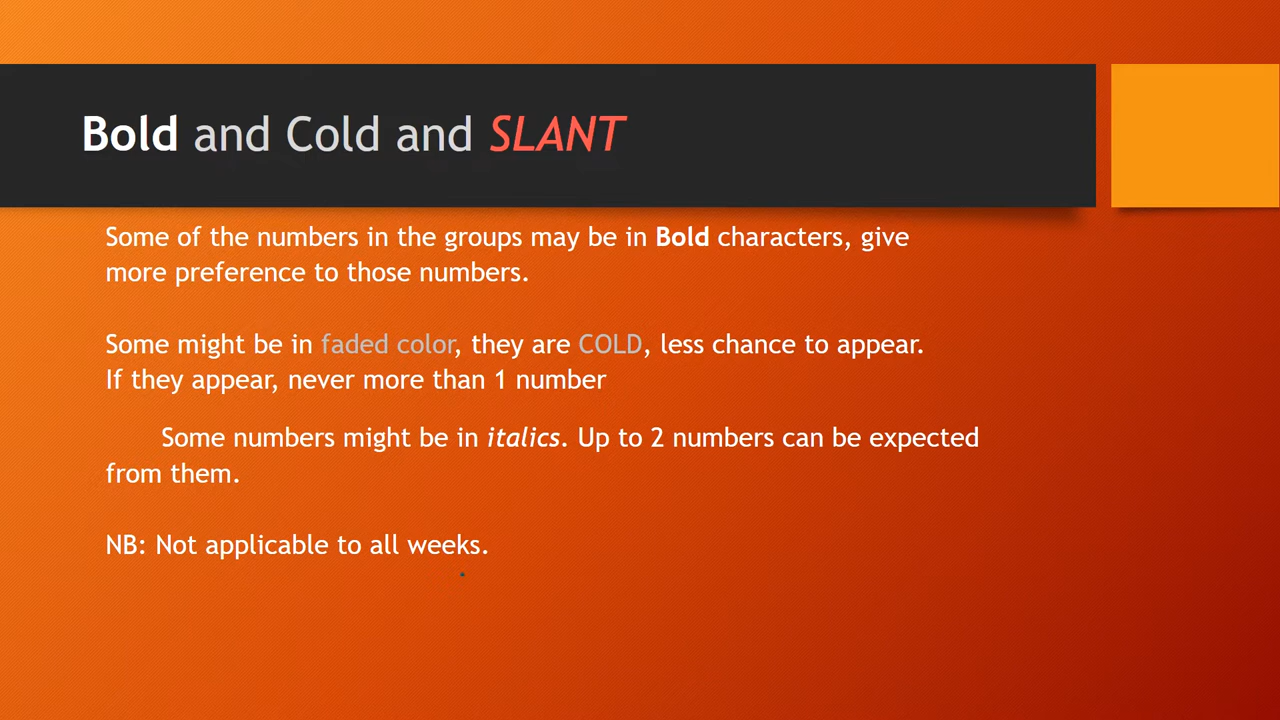 Bold and Cold and SLANT
Some of the numbers in the groups may be in Bold characters, give
more preference to those numbers.
Some might be in faded color, they are COLD, less chance to appear.
If they appear, never more than 1 number
Some numbers might be in italics. Up to 2 numbers can be expected
from them.
NB: Not applicable to all weeks.